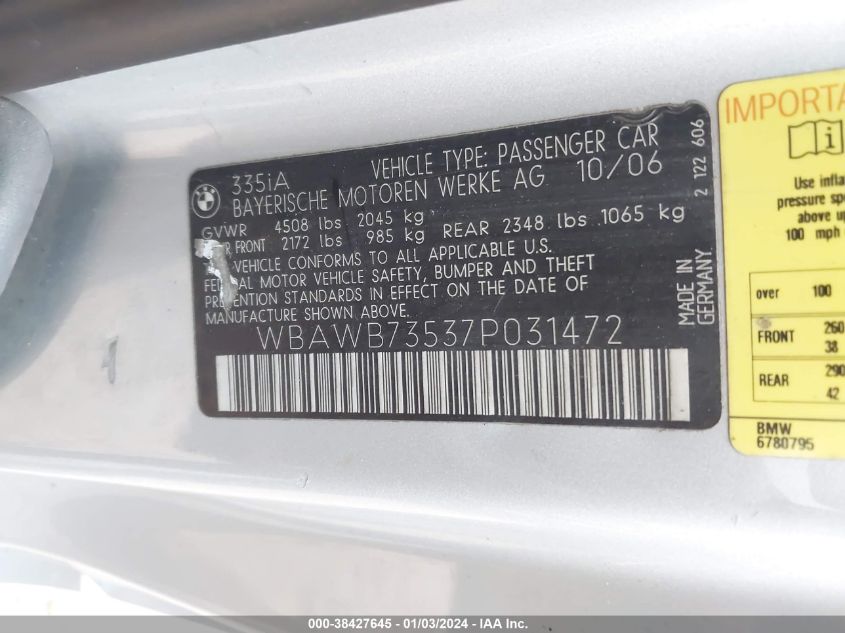 335iA VEHICLE TYPE: PASSENGER CAR
BAYERISCHE MOTOREN WERKE AG 10/06
GVWR 4508 lbs 2045 kg
FRONT 2172 lbs 985 kg REAR 2348 lbs 1065 kg
VEHICLE CONFORMS TO ALL APPLICABLE U.S.
MOTOR VEHICLE SAFETY, BUMPER AND THEFT
PREVENTION STANDARDS IN EFFECT ON THE DATE OF
MANUFACTURE SHOWN ABOVE.
WBAWB73537P031472
MADE IN
GERMANY
2 122 606
BMW
IMPORTA
i
Use infla
pressure spe
above up
100 mph
over 100
FRONT 260
38
REAR 290
42
BMW
6780795
000-38427645 - 01/03/2024 - IAA Inc.